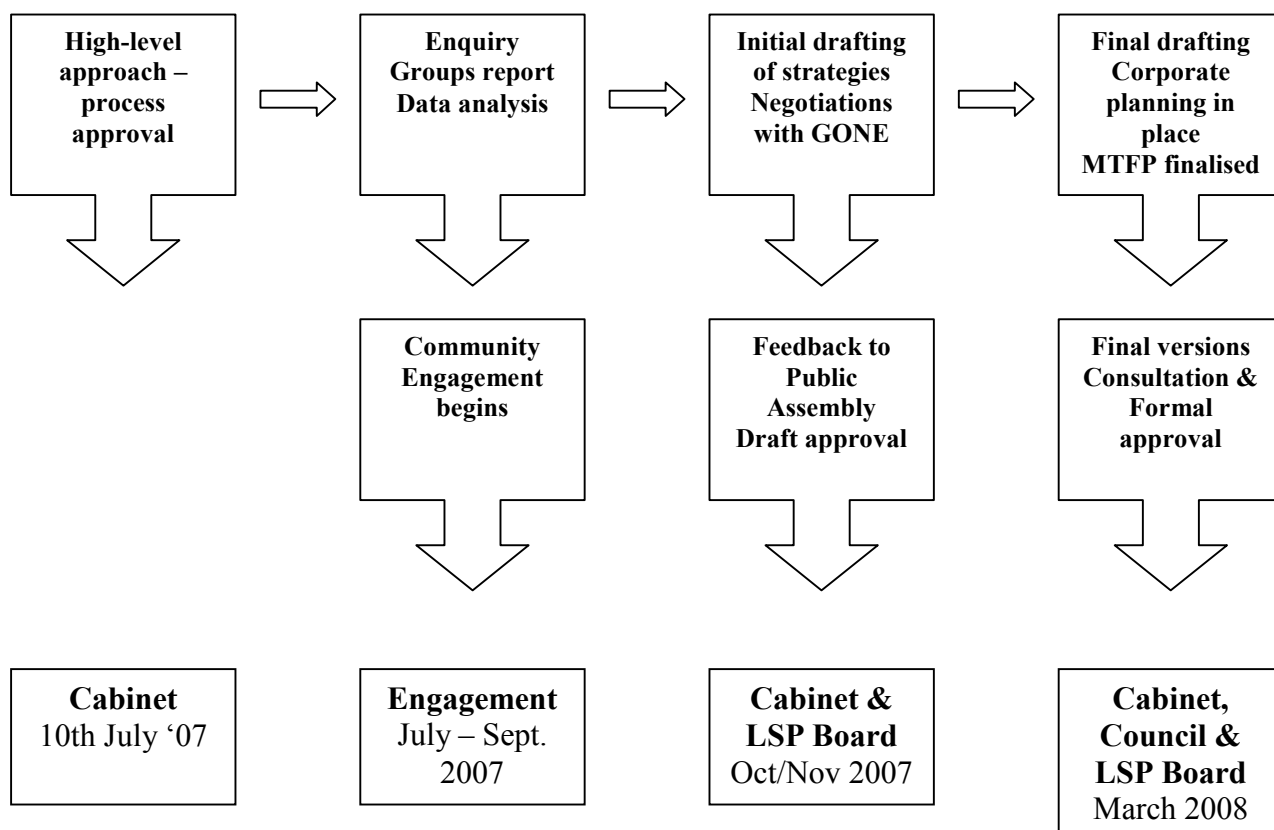 High-level
approach –
process
approval
Enquiry
Groups report
Data analysis
Initial drafting
of strategies
Negotiations
with GONE
Final drafting
Corporate
planning in
place
MTFP finalised
Community
Engagement
begins
Feedback to
Public
Assembly
Draft approval
Final versions
Consultation &
Formal
approval
Cabinet
10th July ‘07
Engagement
July – Sept.
2007
Cabinet &
LSP Board
Oct/Nov 2007
Cabinet,
Council &
LSP Board
March 2008